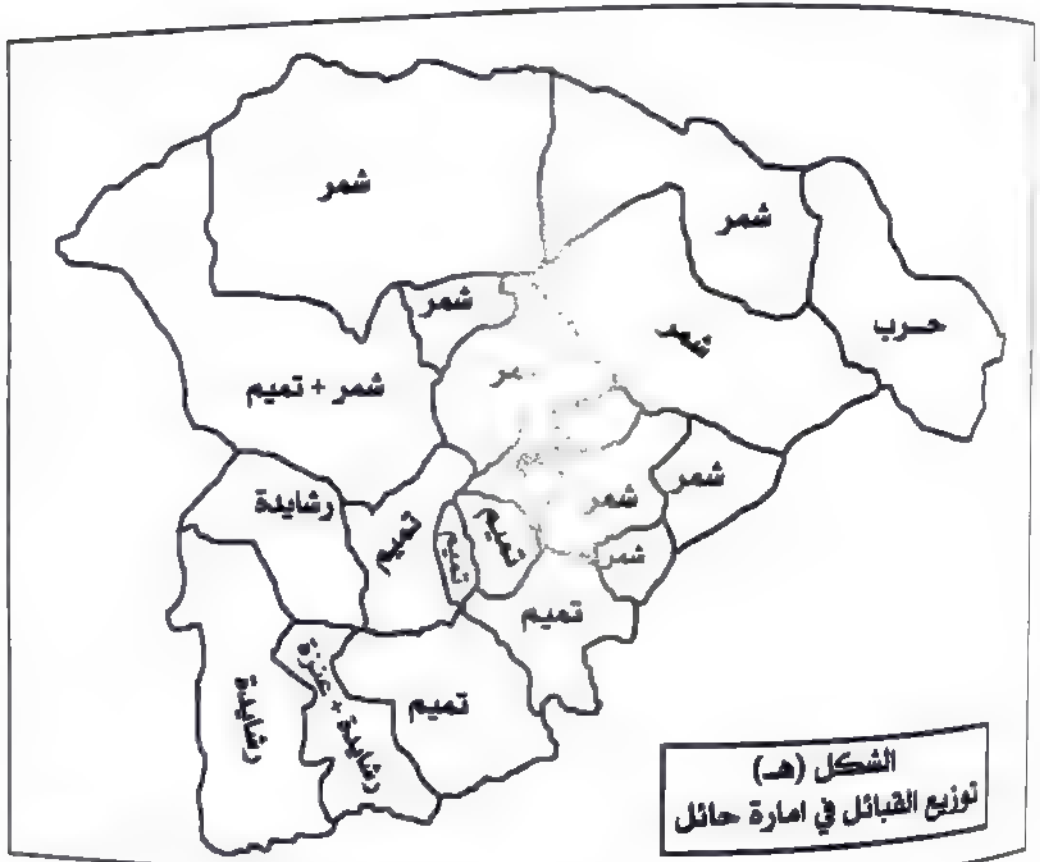 شمر
شمر
شمر
حرب
شمر
شمر + تميم
رشايدة
تميم
تميم
تميم
شمر
شمر
شمر
تميم
رشايدة
رشايدة + عنزة
تميم
الشكل (هـ)
توزيع القبائل في امارة حائل